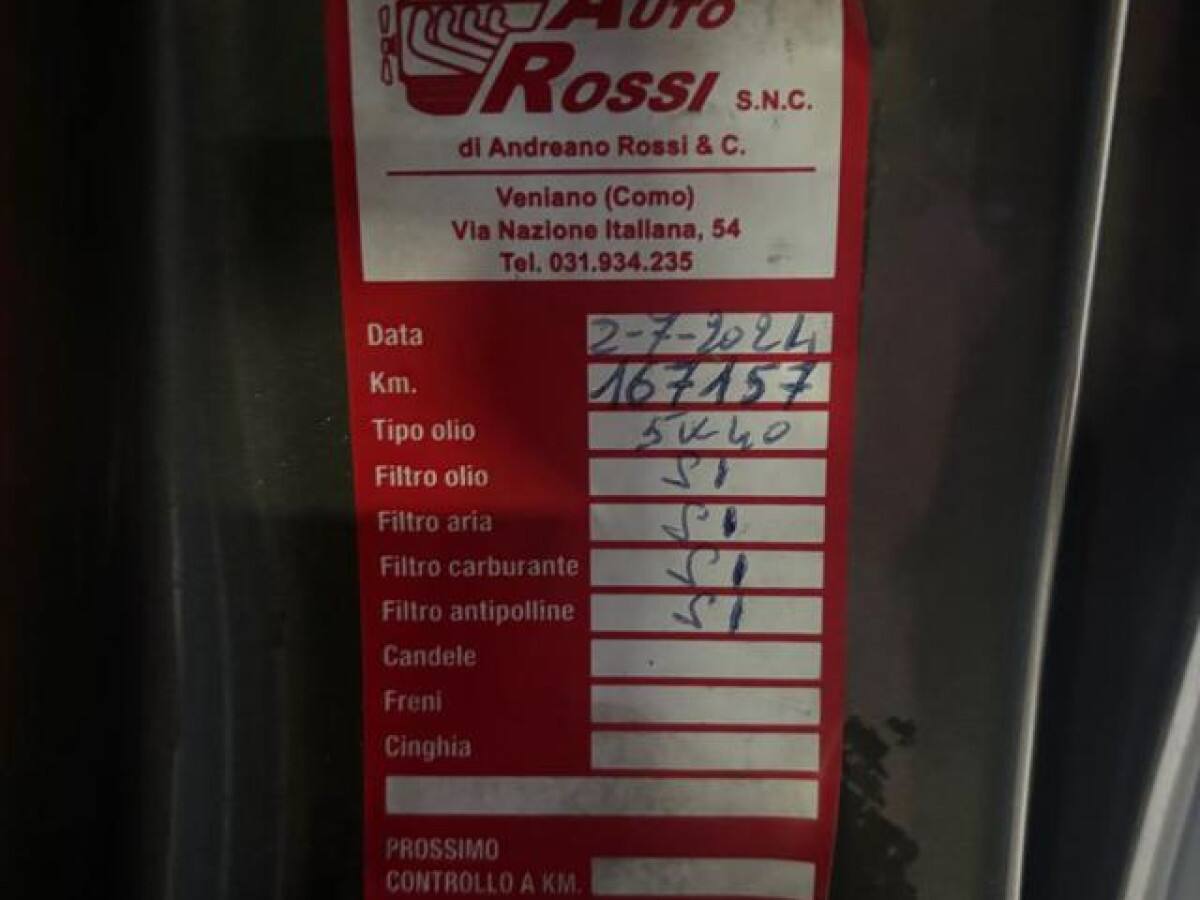 AUTO
ROSSI S.N.C.
di Andreano Rossi & C.
Veniano (Como)
Via Nazione Italiana, 54
Tel. 031.934.235
Data 2-7-2024
Km. 167157
Tipo olio 5W40
Filtro olio SI
Filtro aria SI
Filtro carburante SI
Filtro antipolline SI
Candele
Freni
Cinghia
PROSSIMO
CONTROLLO A KM.